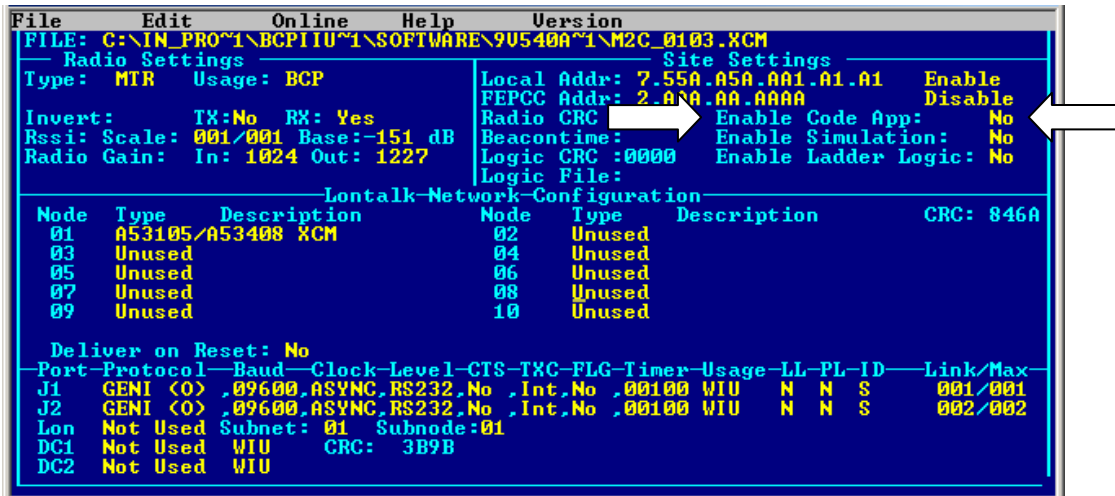 File Edit Online Help Version
FILE: C:\IN_PRO~1\BCPIIU~1\SOFTWARE\9V540A~1\M2C_0103.XCM
Radio Settings Site Settings
Type: MTR Usage: BCP Local Addr: 7.55A.A5A.AA1.A1.A1 Enable
FEPCC Addr: 2.AAA.AA.AAAA Disable
Invert: TX:No RX: Yes Radio CRC Enable Code App: No
Rssi: Scale: 001/001 Base:-151 dB Beacontime: Enable Simulation: No
Radio Gain: In: 1024 Out: 1227 Logic CRC :0000 Enable Ladder Logic: No
Logic File:
Lontalk-Network-Configuration
Node Type Description Node Type Description CRC: 846A
01 A53105/A53408 XCM 02 Unused
03 Unused 04 Unused
05 Unused 06 Unused
07 Unused 08 Unused
09 Unused 10 Unused
Deliver on Reset: No
Port-Protocol-Baud-Clock-Level-CTS-TXC-FLG-Timer-Usage-LL-PL-ID-Link/Max
J1 GENI (O) ,09600,ASYNC,RS232,No ,Int,No ,00100 WIU N N S 001/001
J2 GENI (O) ,09600,ASYNC,RS232,No ,Int,No ,00100 WIU N N S 002/002
Lon Not Used Subnet: 01 Subnode:01
DC1 Not Used WIU CRC: 3B9B
DC2 Not Used WIU